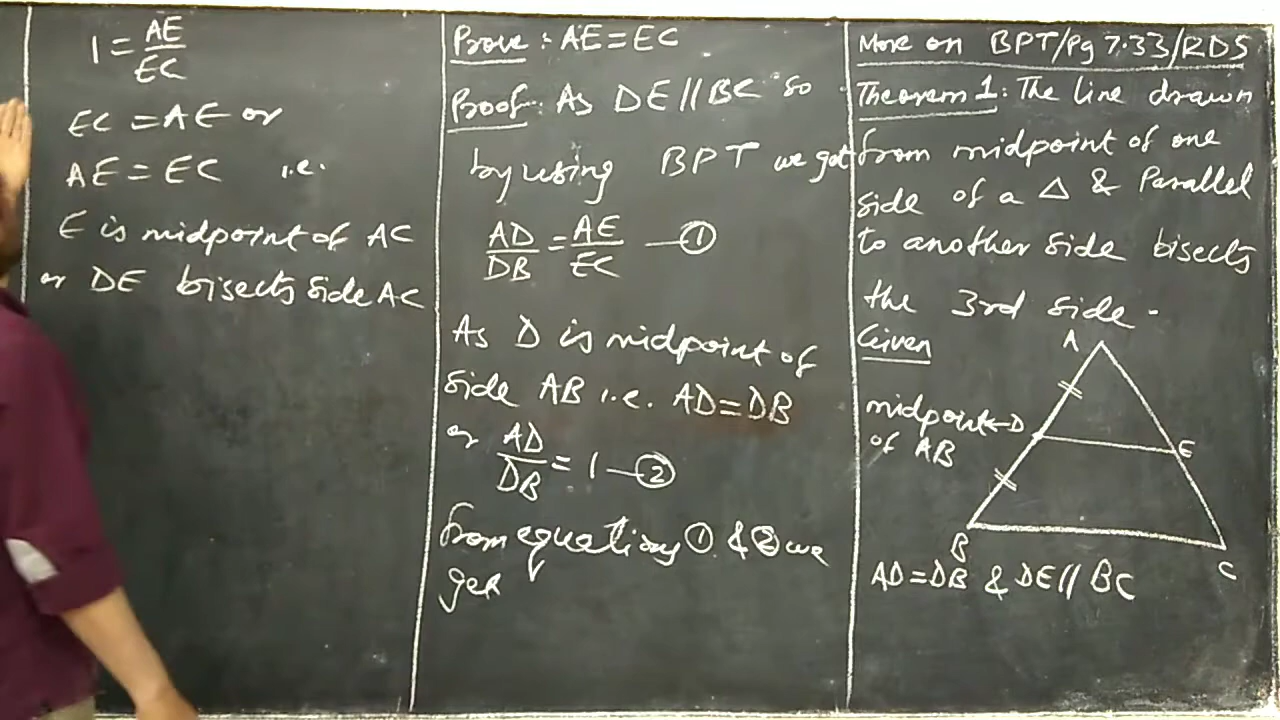 More on BPT/Pg 7.33/RDS
Theorem 1: The line drawn
from midpoint of one
side of a △ & Parallel
to another side bisects
the 3rd side.
Given
A
midpoint ← D
of AB
E
B
C
AD=DB & DE//BC
Prove: AE=EC
Proof: As DE//BC so
by using BPT we get
AD/DB = AE/EC —①
As D is midpoint of
side AB i.e. AD=DB
or AD/DB = 1 —②
from equations ① & ② we
get
1 = AE/EC
EC = AE or
AE = EC i.e.
E is midpoint of AC
or DE bisects side AC